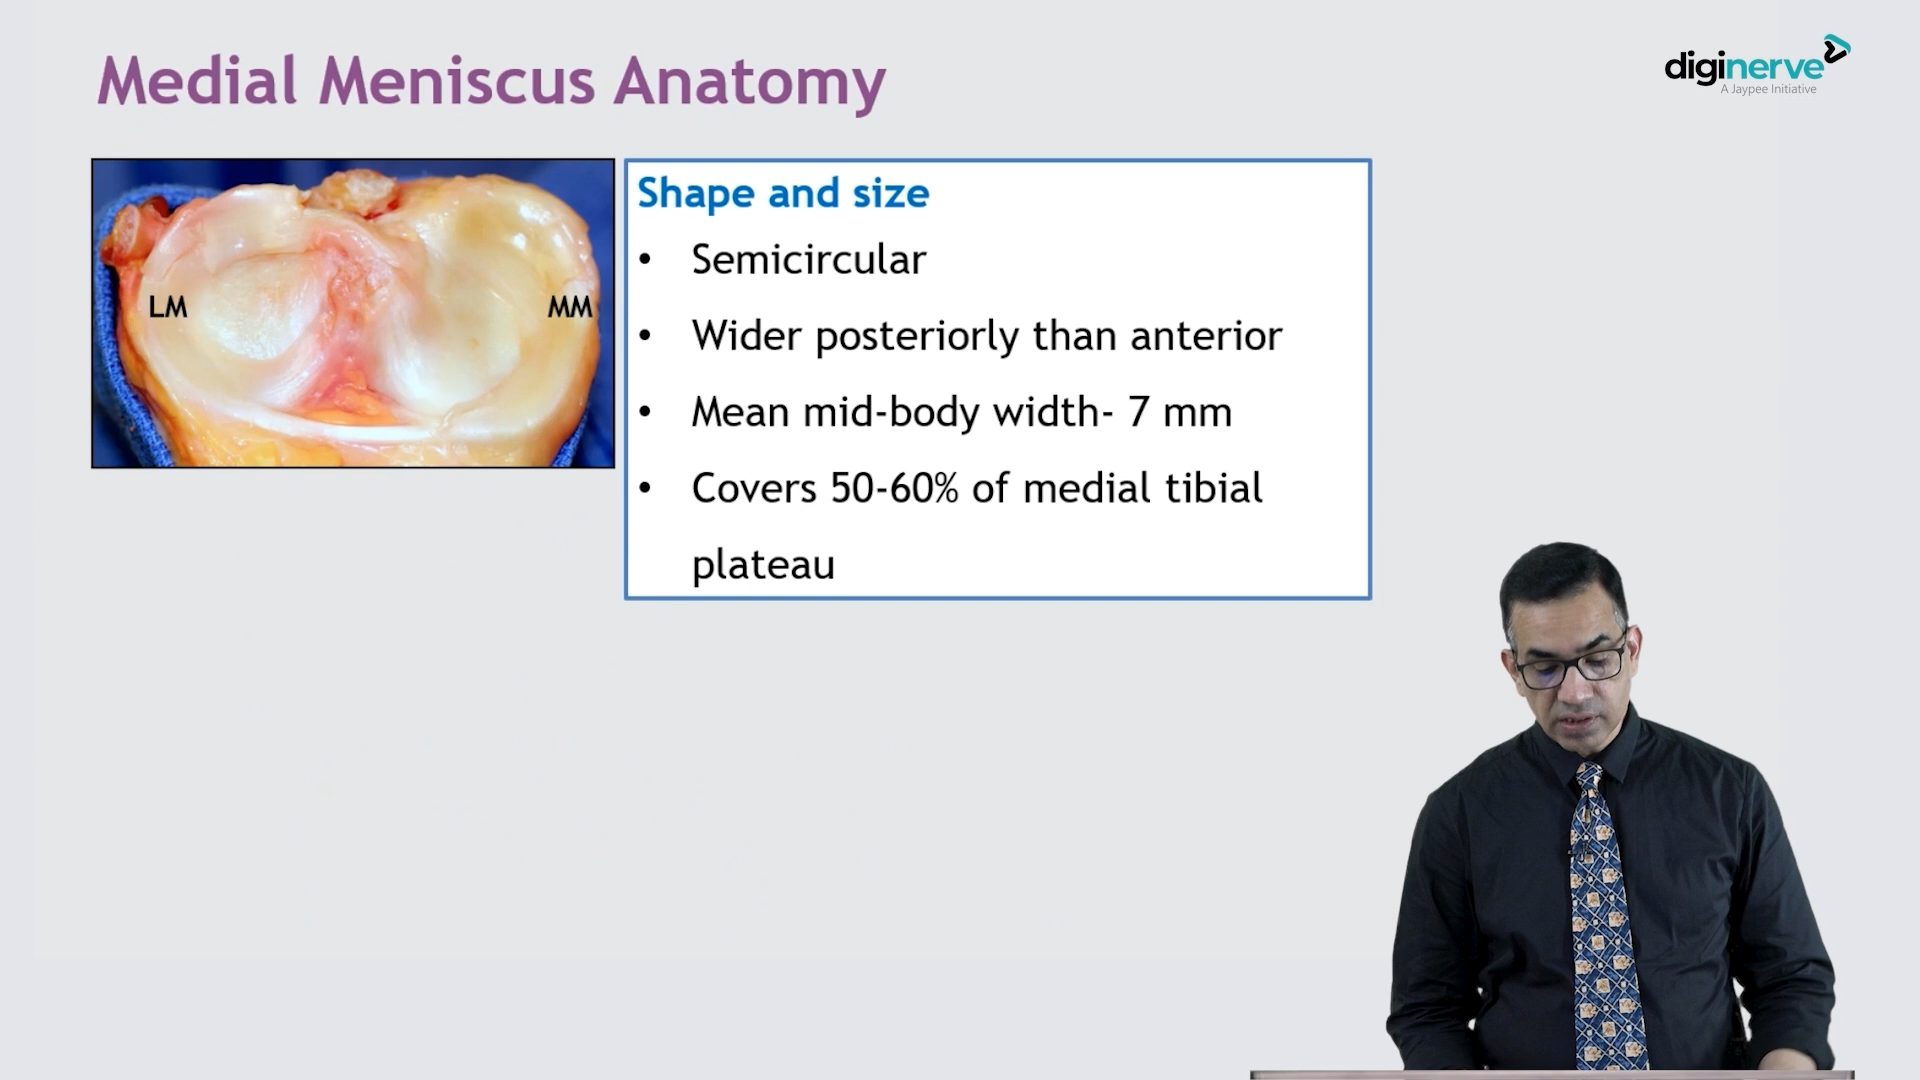 Medial Meniscus Anatomy
diginerve
A Jaypee Initiative
LM
MM
Shape and size
• Semicircular
• Wider posteriorly than anterior
• Mean mid-body width- 7 mm
• Covers 50-60% of medial tibial
plateau